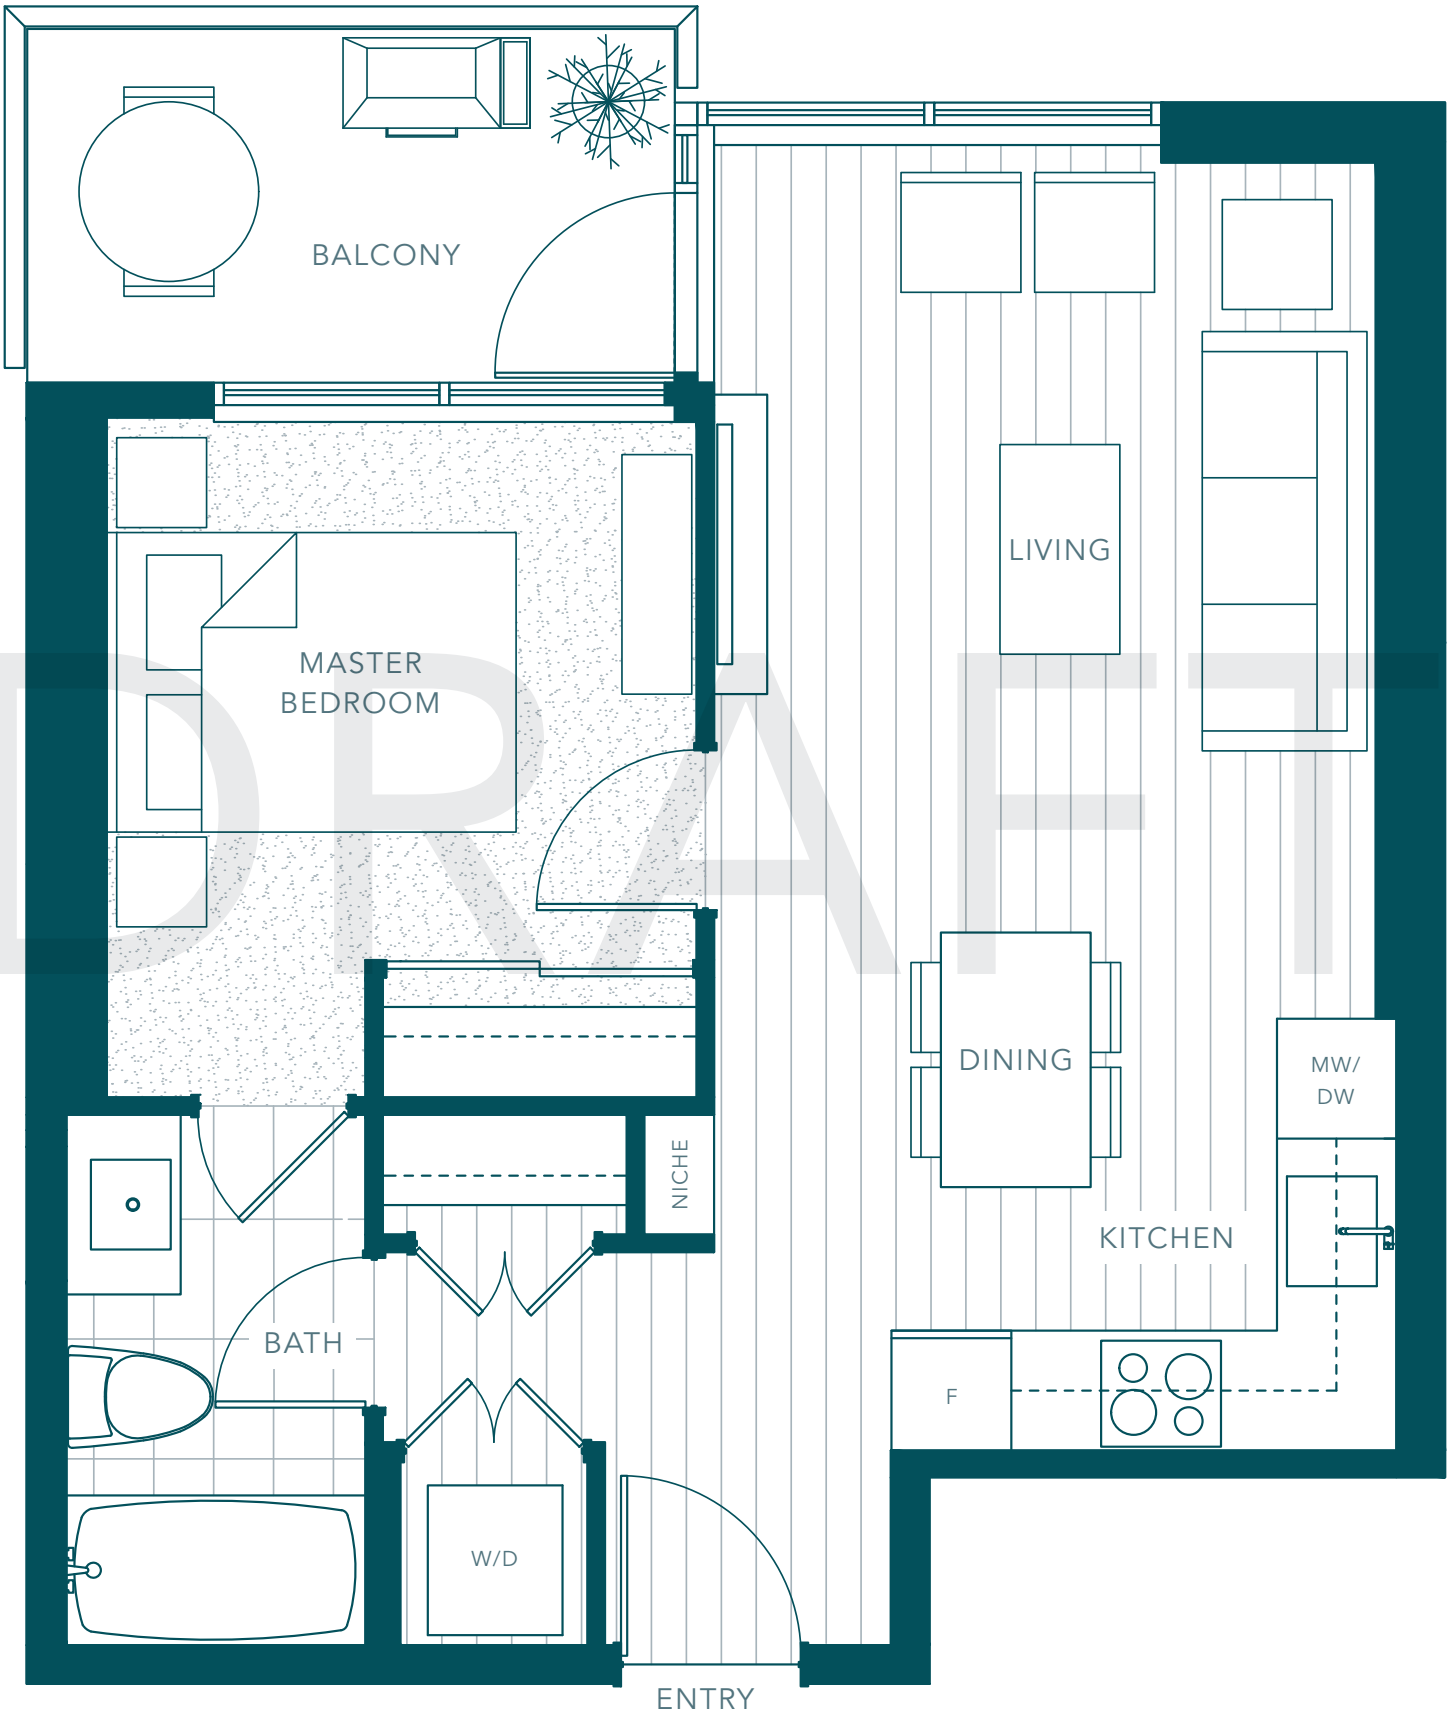 BALCONY
LIVING
MASTER
BEDROOM
DRAFT
DINING
MW/
DW
NICHE
KITCHEN
BATH
F
W/D
ENTRY